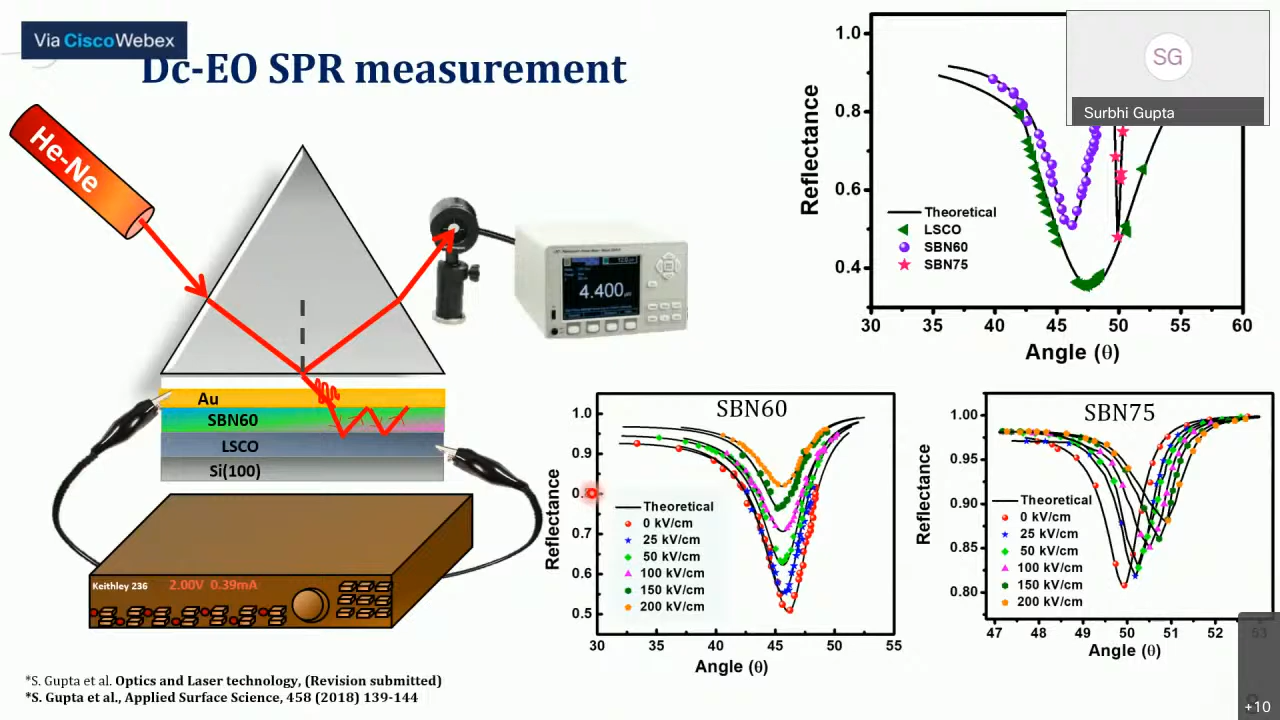 Via CiscoWebex
Dc-EO SPR measurement
He-Ne
4.400
Au
SBN60
LSCO
Si(100)
Keithley 236
2.00V 0.39mA
*S. Gupta et al. Optics and Laser technology, (Revision submitted)
*S. Gupta et al., Applied Surface Science, 458 (2018) 139-144
SG
Surbhi Gupta
Reflectance
1.0
0.8
0.6
0.4
Theoretical
LSCO
SBN60
SBN75
30 35 40 45 50 55 60
Angle (θ)
SBN60
Reflectance
1.0
0.9
0.8
0.7
0.6
0.5
Theoretical
0 kV/cm
25 kV/cm
50 kV/cm
100 kV/cm
150 kV/cm
200 kV/cm
30 35 40 45 50 55
Angle (θ)
SBN75
Reflectance
1.00
0.95
0.90
0.85
0.80
Theoretical
0 kV/cm
25 kV/cm
50 kV/cm
100 kV/cm
150 kV/cm
200 kV/cm
47 48 49 50 51 52 53
Angle (θ)
+10